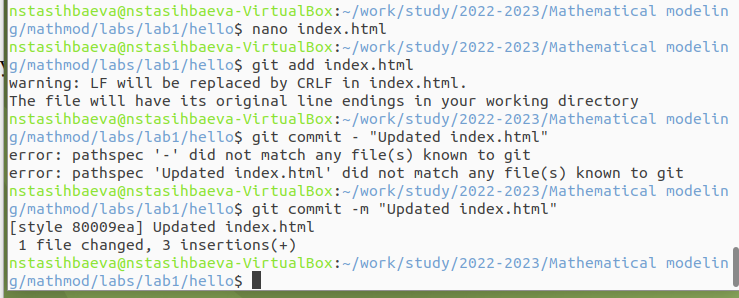 nstasihbaeva@nstasihbaeva-VirtualBox:~/work/study/2022-2023/Mathematical modelin
g/mathmod/labs/lab1/hello$ nano index.html
nstasihbaeva@nstasihbaeva-VirtualBox:~/work/study/2022-2023/Mathematical modelin
g/mathmod/labs/lab1/hello$ git add index.html
warning: LF will be replaced by CRLF in index.html.
The file will have its original line endings in your working directory
nstasihbaeva@nstasihbaeva-VirtualBox:~/work/study/2022-2023/Mathematical modelin
g/mathmod/labs/lab1/hello$ git commit - "Updated index.html"
error: pathspec '-' did not match any file(s) known to git
error: pathspec 'Updated index.html' did not match any file(s) known to git
nstasihbaeva@nstasihbaeva-VirtualBox:~/work/study/2022-2023/Mathematical modelin
g/mathmod/labs/lab1/hello$ git commit -m "Updated index.html"
[style 80009ea] Updated index.html
 1 file changed, 3 insertions(+)
nstasihbaeva@nstasihbaeva-VirtualBox:~/work/study/2022-2023/Mathematical modelin
g/mathmod/labs/lab1/hello$